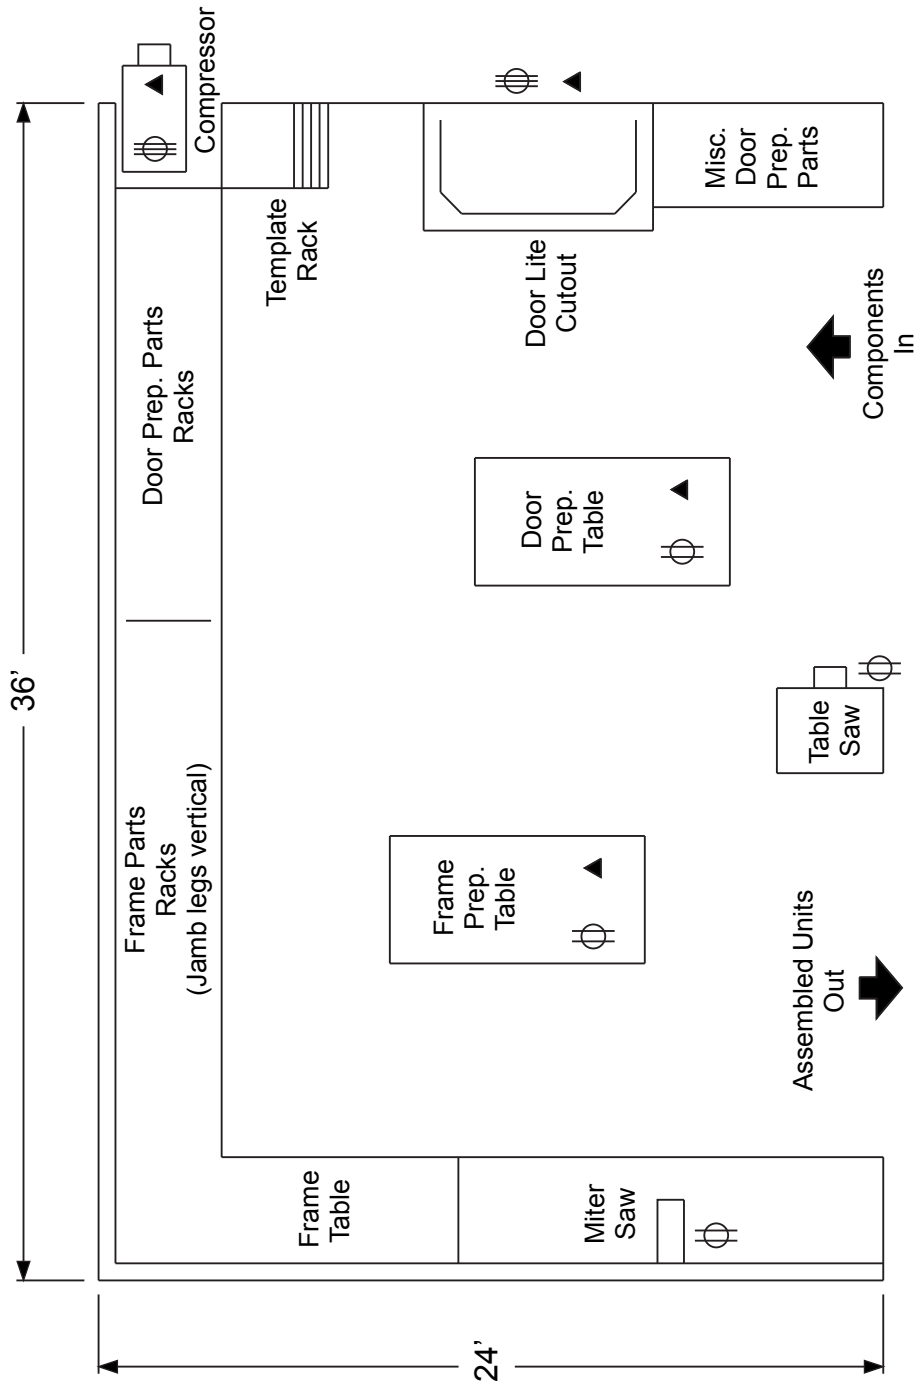 36’
24’
Frame Parts
Racks
(Jamb legs vertical)
Door Prep. Parts
Racks
Compressor
Template
Rack
Frame
Table
Frame
Prep.
Table
Door
Prep.
Table
Door Lite
Cutout
Miter
Saw
Table
Saw
Misc.
Door
Prep.
Parts
Assembled Units
Out
Components
In